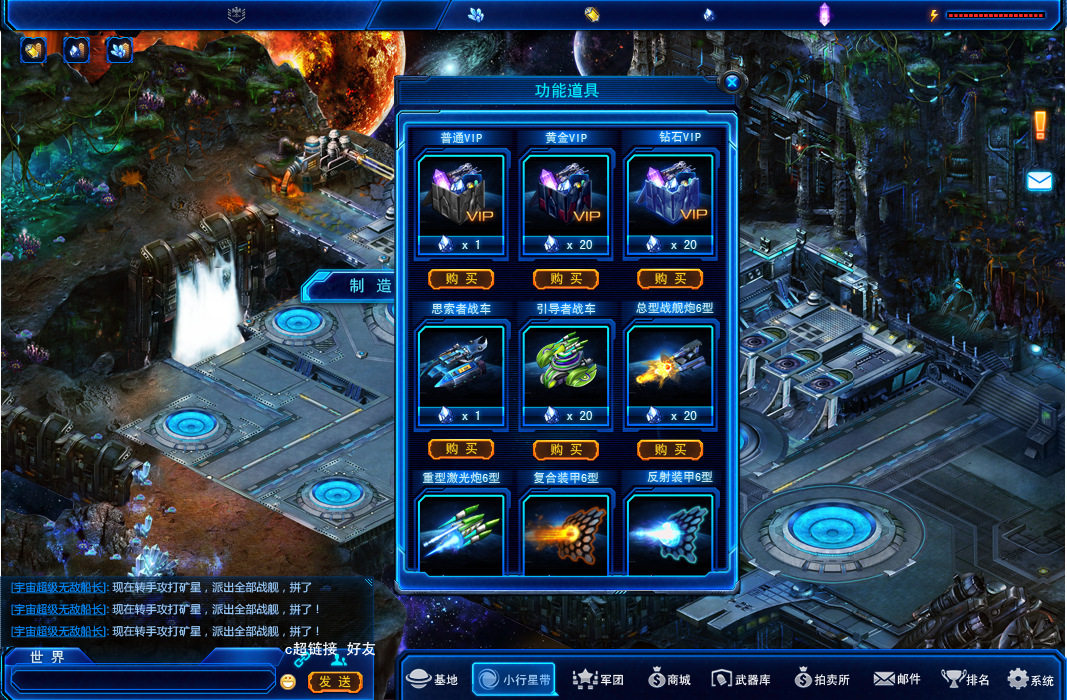 功能道具
普通VIP 黄金VIP 钻石VIP
VIP VIP VIP
x 1 x 20 x 20
购买 购买 购买
制造
思索者战车 引导者战车 总型战舰炮6型
x 1 x 20 x 20
购买 购买 购买
重型激光炮6型 复合装甲6型 反射装甲6型
[宇宙超级无敌船长]: 现在转手攻打矿星，派出全部战舰，拼了
[宇宙超级无敌船长]: 现在转手攻打矿星，派出全部战舰，拼了！
[宇宙超级无敌船长]: 现在转手攻打矿星，派出全部战舰，拼了！
c超链接 好友
世界
发送
基地 小行星带 军团 商城 武器库 拍卖所 邮件 排名 系统